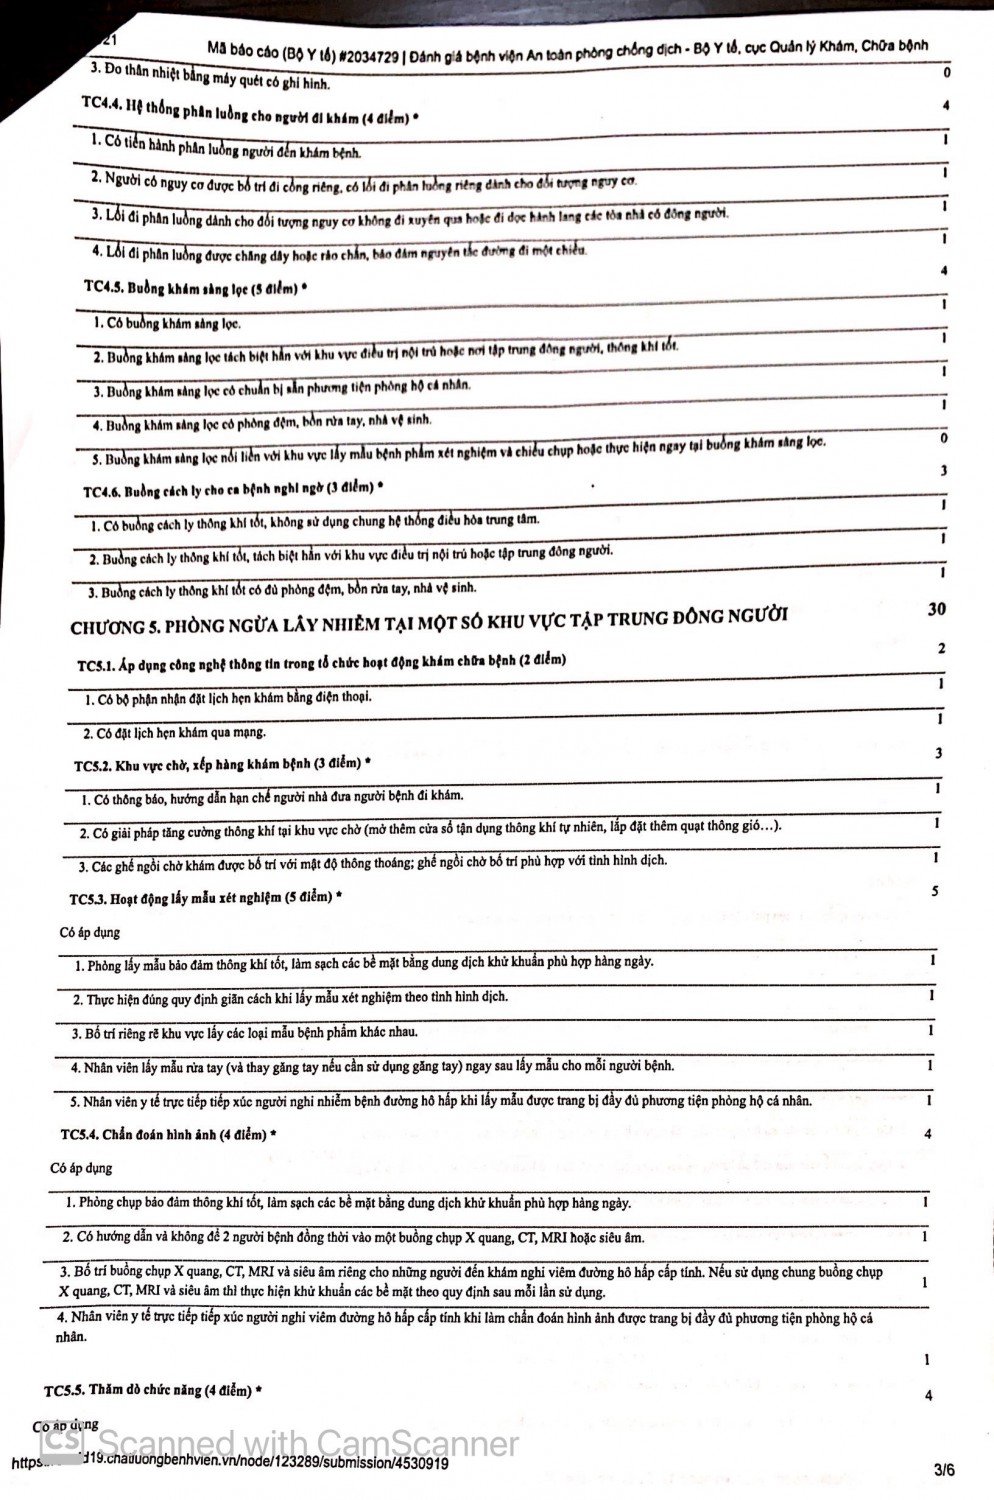 21
Mã báo cáo (Bộ Y tế) #2034729 | Đánh giá bệnh viện An toàn phòng chống dịch - Bộ Y tế, cục Quản lý Khám, Chữa bệnh
3. Đo thân nhiệt bằng máy quét có ghi hình. 0
TC4.4. Hệ thống phân luồng cho người đi khám (4 điểm) * 4
1. Có tiến hành phân luồng người đến khám bệnh. 1
2. Người có nguy cơ được bố trí đi cổng riêng, có lối đi phân luồng riêng dành cho đối tượng nguy cơ. 1
3. Lối đi phân luồng dành cho đối tượng nguy cơ không đi xuyên qua hoặc đi dọc hành lang các tòa nhà có đông người. 1
4. Lối đi phân luồng được chăng dây hoặc rào chắn, bảo đảm nguyên tắc đường đi một chiều. 1
TC4.5. Buồng khám sàng lọc (5 điểm) * 4
1. Có buồng khám sàng lọc. 1
2. Buồng khám sàng lọc tách biệt hẳn với khu vực điều trị nội trú hoặc nơi tập trung đông người, thông khí tốt. 1
3. Buồng khám sàng lọc có chuẩn bị sẵn phương tiện phòng hộ cá nhân. 1
4. Buồng khám sàng lọc có phòng đệm, bồn rửa tay, nhà vệ sinh. 1
5. Buồng khám sàng lọc nối liền với khu vực lấy mẫu bệnh phẩm xét nghiệm và chiếu chụp hoặc thực hiện ngay tại buồng khám sàng lọc. 0
TC4.6. Buồng cách ly cho ca bệnh nghi ngờ (3 điểm) * 3
1. Có buồng cách ly thông khí tốt, không sử dụng chung hệ thống điều hòa trung tâm. 1
2. Buồng cách ly thông khí tốt, tách biệt hẳn với khu vực điều trị nội trú hoặc tập trung đông người. 1
3. Buồng cách ly thông khí tốt có đủ phòng đệm, bồn rửa tay, nhà vệ sinh. 1
CHƯƠNG 5. PHÒNG NGỪA LÂY NHIỄM TẠI MỘT SỐ KHU VỰC TẬP TRUNG ĐÔNG NGƯỜI 30
TC5.1. Áp dụng công nghệ thông tin trong tổ chức hoạt động khám chữa bệnh (2 điểm) 2
1. Có bộ phận nhận đặt lịch hẹn khám bằng điện thoại. 1
2. Có đặt lịch hẹn khám qua mạng. 1
TC5.2. Khu vực chờ, xếp hàng khám bệnh (3 điểm) * 3
1. Có thông báo, hướng dẫn hạn chế người nhà đưa người bệnh đi khám. 1
2. Có giải pháp tăng cường thông khí tại khu vực chờ (mở thêm cửa sổ tận dụng thông khí tự nhiên, lắp đặt thêm quạt thông gió...). 1
3. Các ghế ngồi chờ khám được bố trí với mật độ thông thoáng; ghế ngồi chờ bố trí phù hợp với tình hình dịch. 1
TC5.3. Hoạt động lấy mẫu xét nghiệm (5 điểm) * 5
Có áp dụng
1. Phòng lấy mẫu bảo đảm thông khí tốt, làm sạch các bề mặt bằng dung dịch khử khuẩn phù hợp hàng ngày. 1
2. Thực hiện đúng quy định giãn cách khi lấy mẫu xét nghiệm theo tình hình dịch. 1
3. Bố trí riêng rẽ khu vực lấy các loại mẫu bệnh phẩm khác nhau. 1
4. Nhân viên lấy mẫu rửa tay (và thay găng tay nếu cần sử dụng găng tay) ngay sau lấy mẫu cho mỗi người bệnh. 1
5. Nhân viên y tế trực tiếp tiếp xúc người nghi nhiễm bệnh đường hô hấp khi lấy mẫu được trang bị đầy đủ phương tiện phòng hộ cá nhân. 1
TC5.4. Chẩn đoán hình ảnh (4 điểm) * 4
Có áp dụng
1. Phòng chụp bảo đảm thông khí tốt, làm sạch các bề mặt bằng dung dịch khử khuẩn phù hợp hàng ngày. 1
2. Có hướng dẫn và không để 2 người bệnh đồng thời vào một buồng chụp X quang, CT, MRI hoặc siêu âm. 1
3. Bố trí buồng chụp X quang, CT, MRI và siêu âm riêng cho những người đến khám nghi viêm đường hô hấp cấp tính. Nếu sử dụng chung buồng chụp
X quang, CT, MRI và siêu âm thì thực hiện khử khuẩn các bề mặt theo quy định sau mỗi lần sử dụng. 1
4. Nhân viên y tế trực tiếp tiếp xúc người nghi viêm đường hô hấp cấp tính khi làm chẩn đoán hình ảnh được trang bị đầy đủ phương tiện phòng hộ cá
nhân.
1
TC5.5. Thăm dò chức năng (4 điểm) * 4
Có áp dụng
CS Scanned with CamScanner
https d19.chatluongbenhvien.vn/node/123289/submission/4530919
3/6